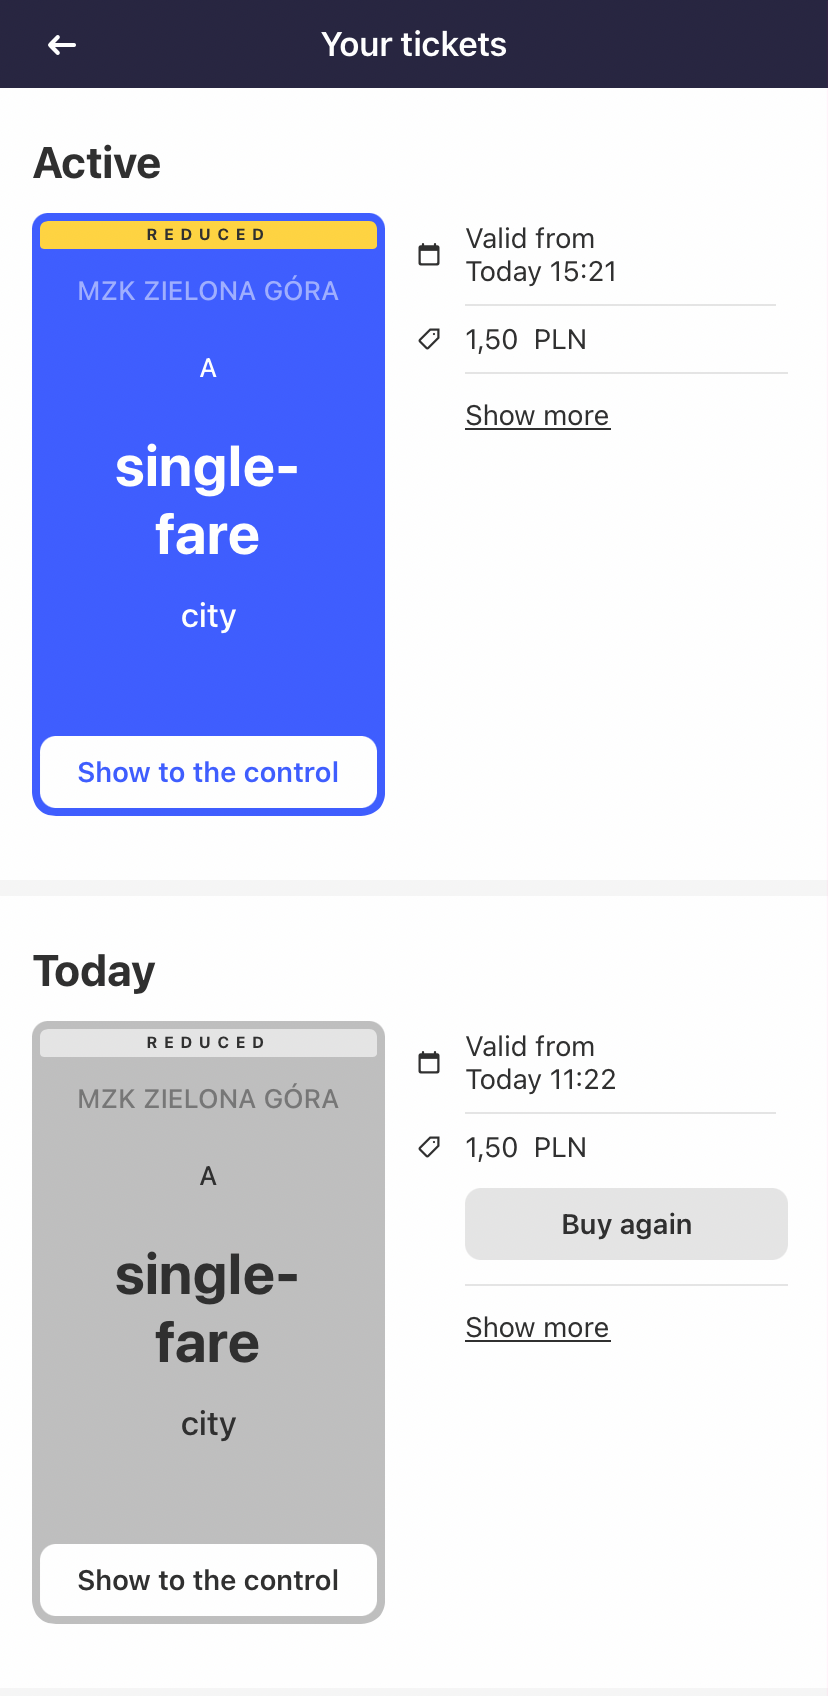 Your tickets
Active
REDUCED
MZK ZIELONA GÓRA
A
single-
fare
city
Show to the control
Valid from
Today 15:21
1,50 PLN
Show more
Today
REDUCED
MZK ZIELONA GÓRA
A
single-
fare
city
Show to the control
Valid from
Today 11:22
1,50 PLN
Buy again
Show more